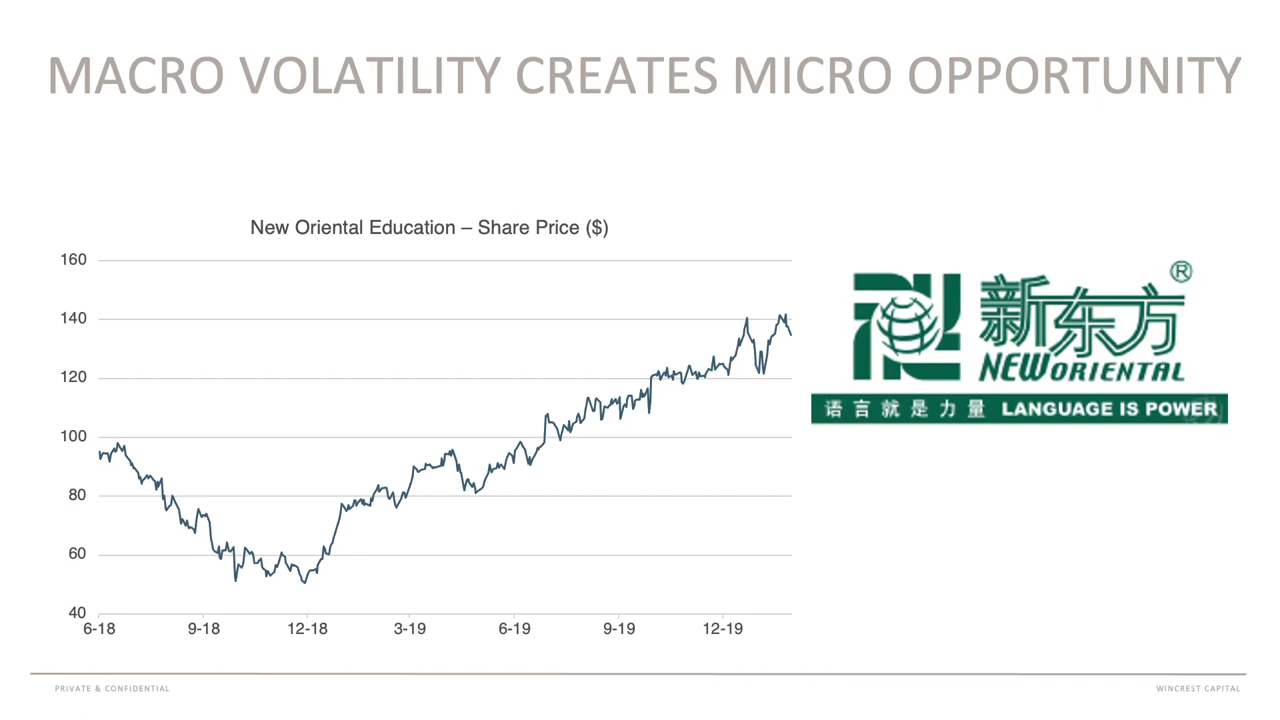 MACRO VOLATILITY CREATES MICRO OPPORTUNITY
New Oriental Education – Share Price ($)
160
140
120
100
80
60
40
6-18 9-18 12-18 3-19 6-19 9-19 12-19
®
新东方
NEW ORIENTAL
语言就是力量 LANGUAGE IS POWER
PRIVATE & CONFIDENTIAL
WINCREST CAPITAL